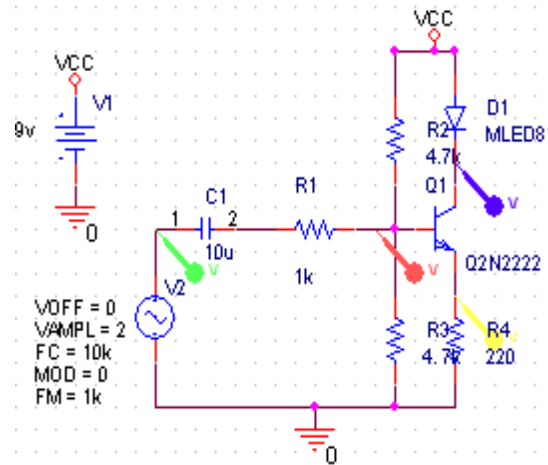 VCC
VCC
V1
9v
0
D1
MLED8
R2
4.7k
Q1
C1
R1
1
2
10u
1k
V
V
V
Q2N2222
V2
VOFF = 0
VAMPL = 2
FC = 10k
MOD = 0
FM = 1k
R3
4.7k
R4
220
V
0